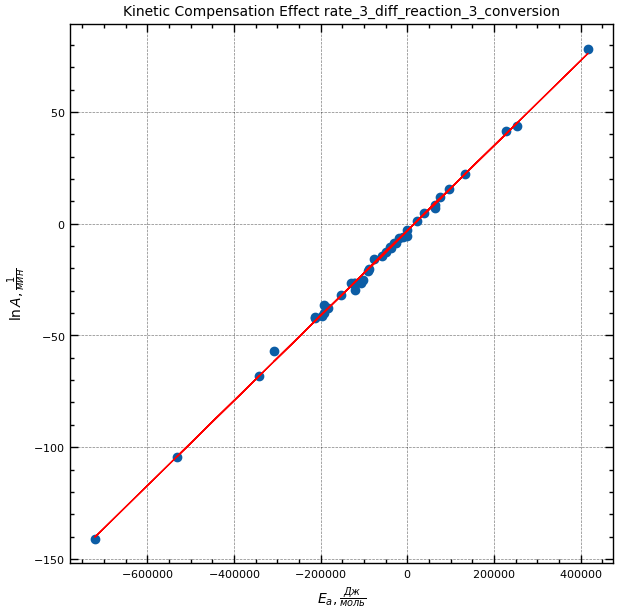 Kinetic Compensation Effect rate_3_diff_reaction_3_conversion
50
0
−50
−100
−150
ln A, 1/мин
−600000 −400000 −200000 0 200000 400000
E_a, Дж/моль